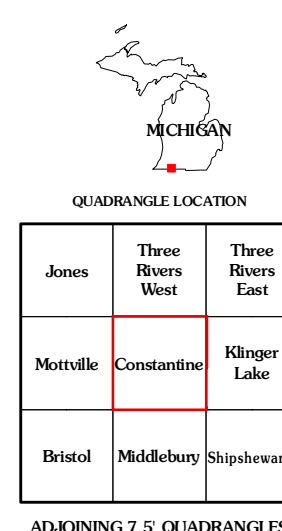 MICHIGAN
QUADRANGLE LOCATION
Jones
Three
Rivers
West
Three
Rivers
East
Mottville
Constantine
Klinger
Lake
Bristol
Middlebury
Shipshewan
ADJOINING 7.5' QUADRANGLES